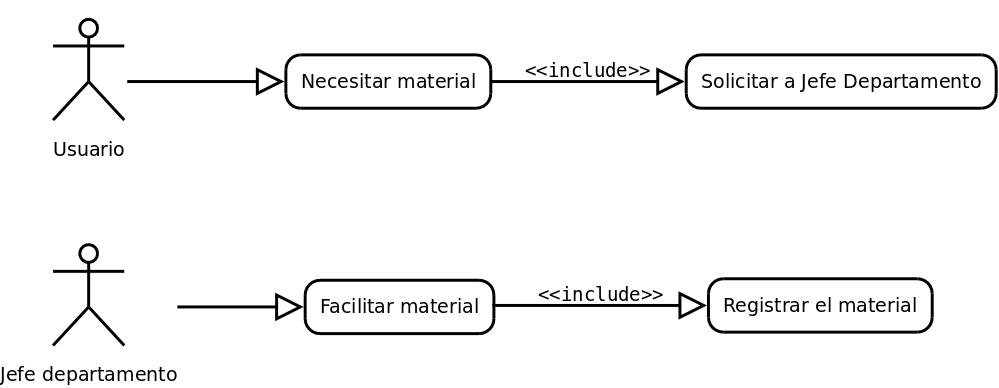 <<include>>
Necesitar material
Solicitar a Jefe Departamento
Usuario
<<include>>
Facilitar material
Registrar el material
Jefe departamento